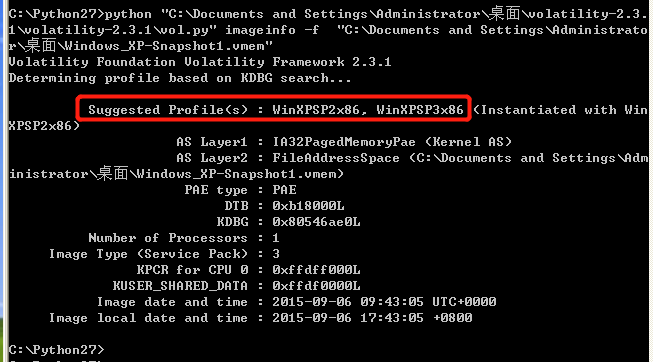 C:\Python27>python "C:\Documents and Settings\Administrator\桌面\volatility-2.3.
1\volatility-2.3.1\vol.py" imageinfo -f  "C:\Documents and Settings\Administrato
r\桌面\Windows_XP-Snapshot1.vmem"
Volatility Foundation Volatility Framework 2.3.1
Determining profile based on KDBG search...
Suggested Profile(s) : WinXPSP2x86, WinXPSP3x86 (Instantiated with Win
XPSP2x86)
AS Layer1 : IA32PagedMemoryPae (Kernel AS)
AS Layer2 : FileAddressSpace (C:\Documents and Settings\Adm
inistrator\桌面\Windows_XP-Snapshot1.vmem)
PAE type : PAE
DTB : 0xb18000L
KDBG : 0x80546ae0L
Number of Processors : 1
Image Type (Service Pack) : 3
KPCR for CPU 0 : 0xffdff000L
KUSER_SHARED_DATA : 0xffdf0000L
Image date and time : 2015-09-06 09:43:05 UTC+0000
Image local date and time : 2015-09-06 17:43:05 +0800
C:\Python27>